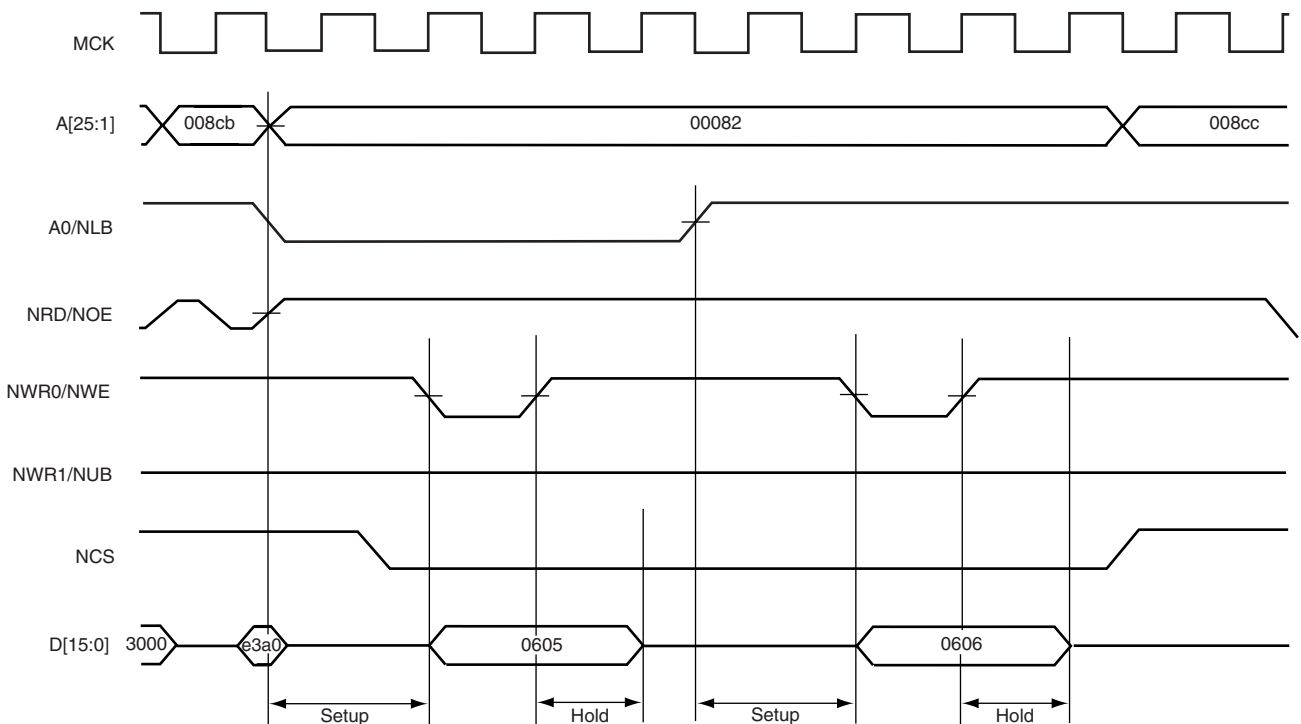 MCK
A[25:1] 008cb 00082 008cc
A0/NLB
NRD/NOE
NWR0/NWE
NWR1/NUB
NCS
D[15:0] 3000 e3a0 0605 0606
Setup Hold Setup Hold